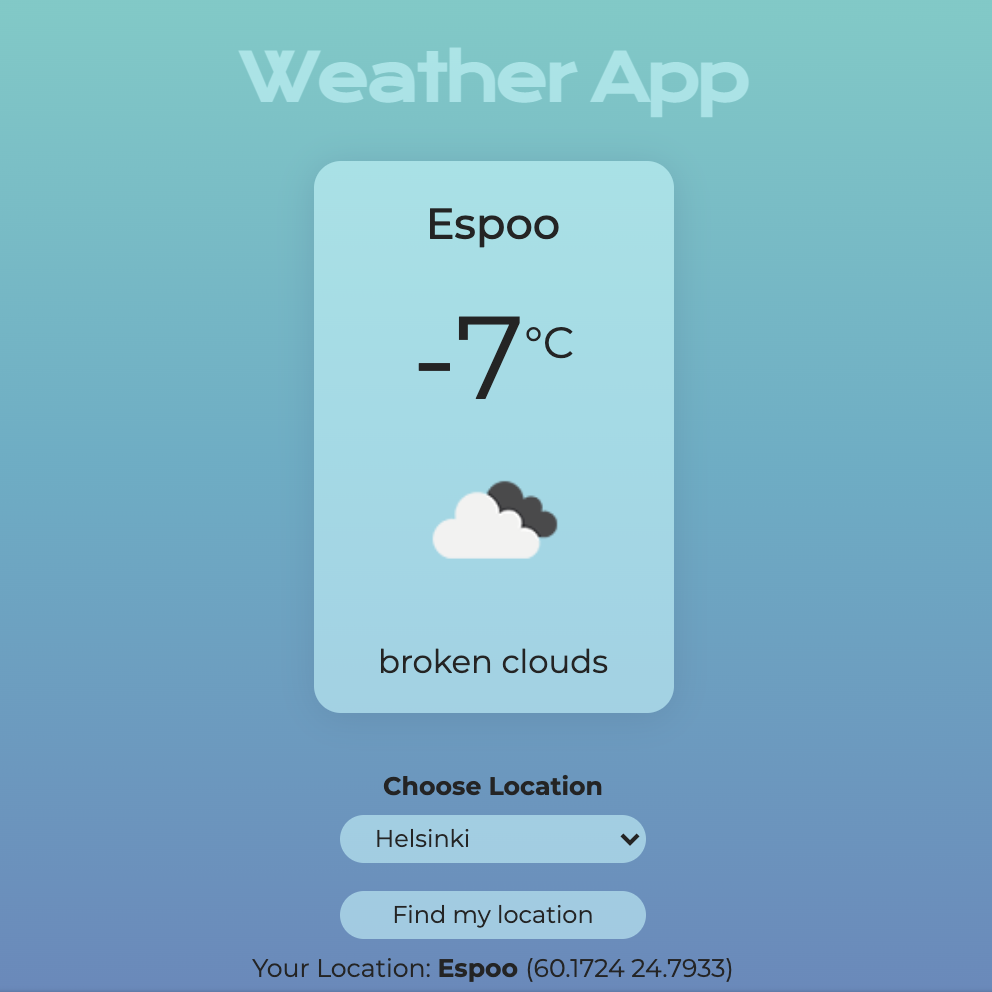 Weather App
Espoo
-7°C
broken clouds
Choose Location
Helsinki
Find my location
Your Location: Espoo (60.1724 24.7933)